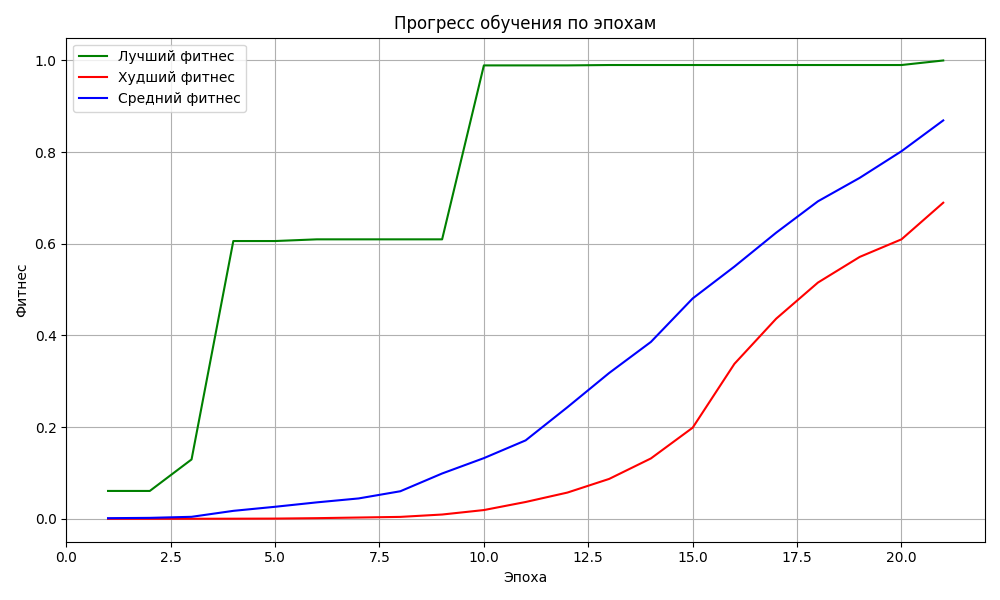 Прогресс обучения по эпохам
Лучший фитнес
Худший фитнес
Средний фитнес
Фитнес
1.0
0.8
0.6
0.4
0.2
0.0
0.0 2.5 5.0 7.5 10.0 12.5 15.0 17.5 20.0
Эпоха